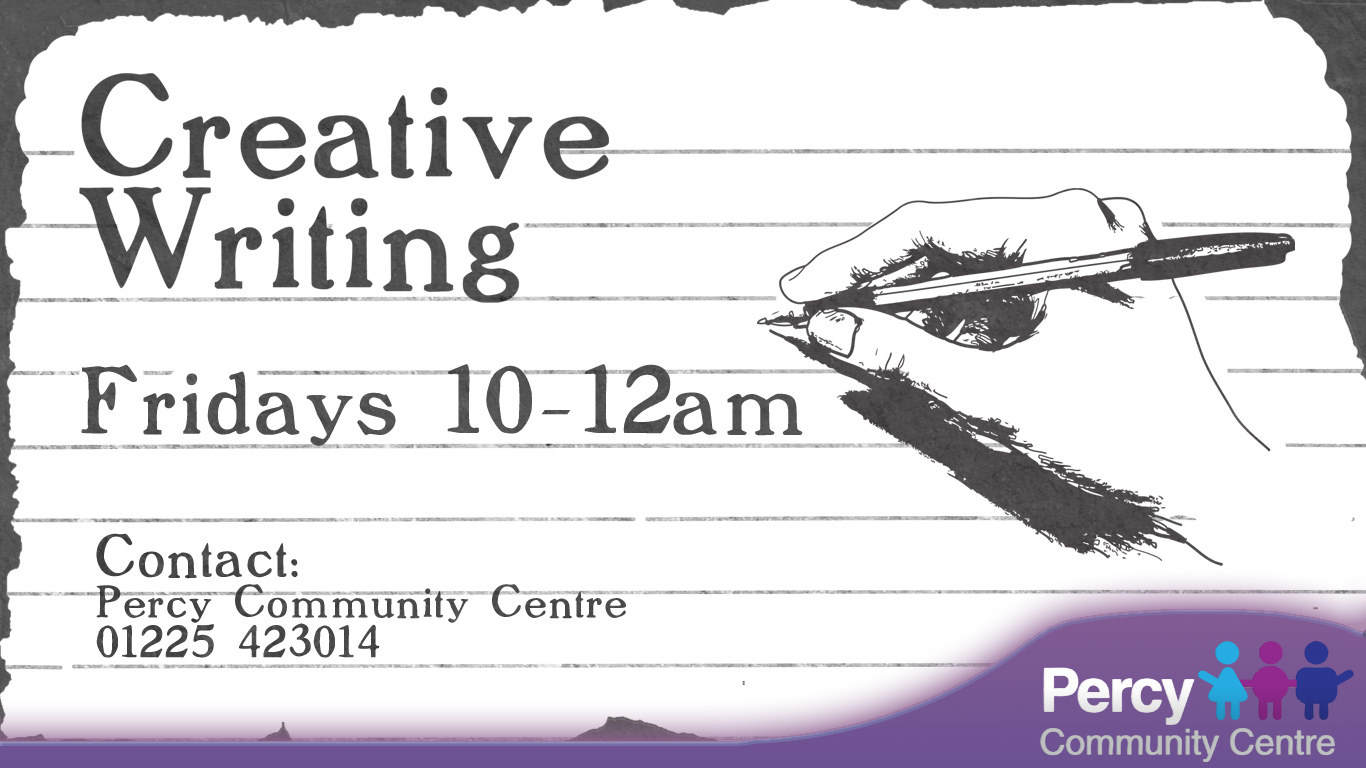 Creative
Writing
Fridays 10-12am
Contact:
Percy Community Centre
01225 423014
Percy
Community Centre